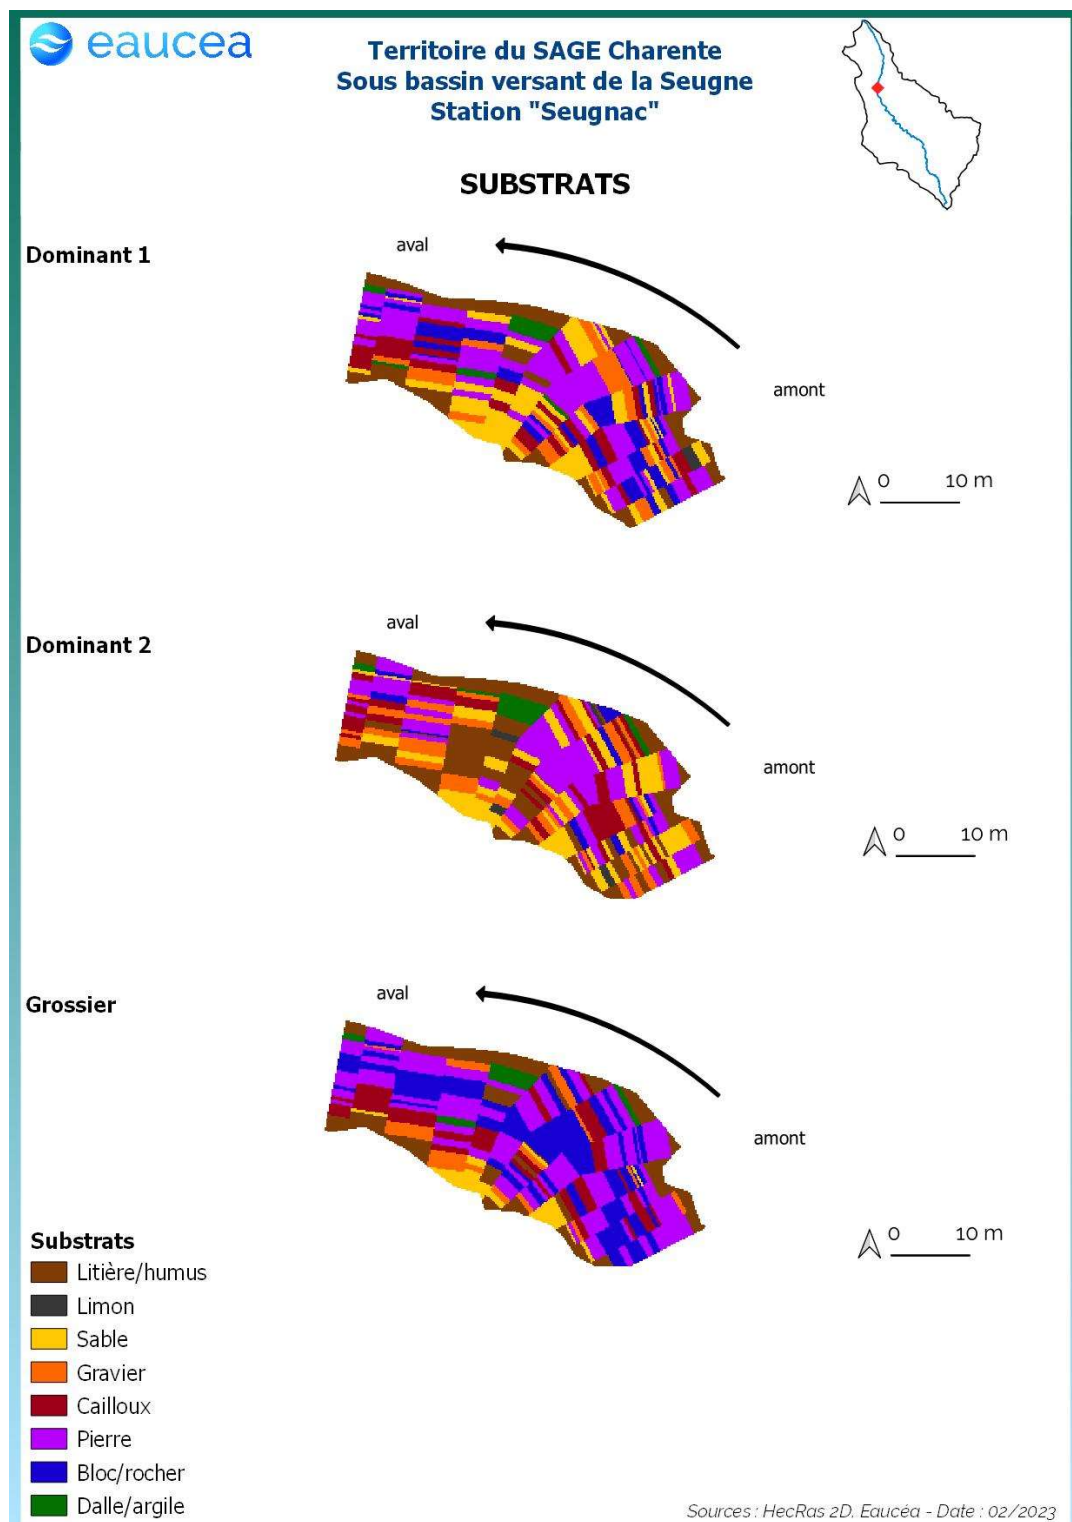 eaucea
Territoire du SAGE Charente
Sous bassin versant de la Seugne
Station "Seugnac"
SUBSTRATS
Dominant 1
aval
amont
0 10 m
Dominant 2
aval
amont
0 10 m
Grossier
aval
amont
0 10 m
Substrats
Litière/humus
Limon
Sable
Gravier
Cailloux
Pierre
Bloc/rocher
Dalle/argile
Sources : HecRas 2D. Eaucéa - Date : 02/2023